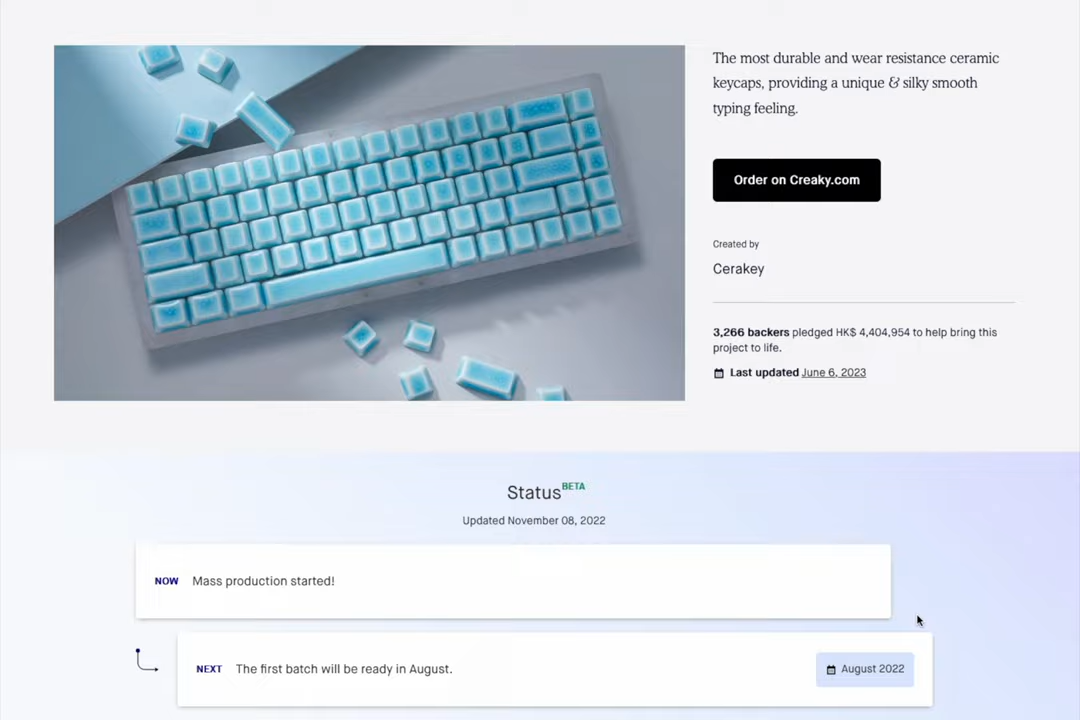 The most durable and wear resistance ceramic
keycaps, providing a unique & silky smooth
typing feeling.
Order on Creaky.com
Created by
Cerakey
3,266 backers pledged HK$ 4,404,954 to help bring this
project to life.
Last updated June 6, 2023
Status BETA
Updated November 08, 2022
NOW Mass production started!
NEXT The first batch will be ready in August.
August 2022